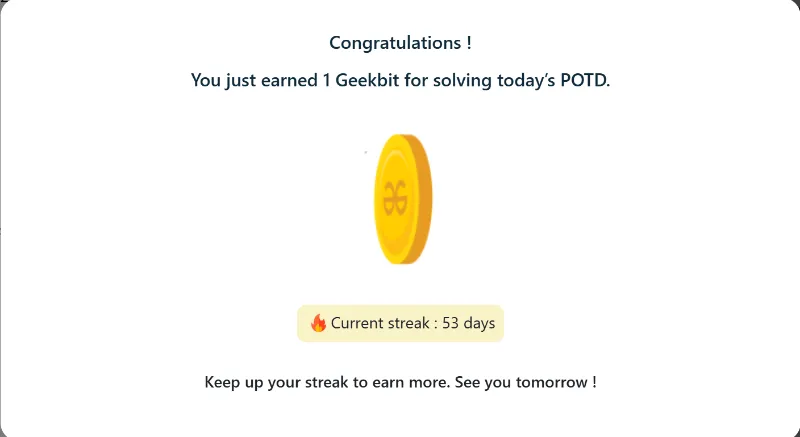 Congratulations !
You just earned 1 Geekbit for solving today's POTD.
🔥 Current streak : 53 days
Keep up your streak to earn more. See you tomorrow !